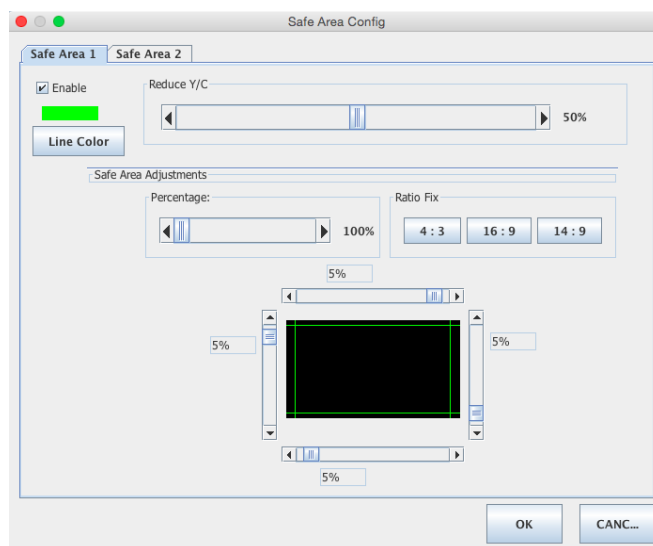 Safe Area Config
Safe Area 1 Safe Area 2
Enable
Reduce Y/C
50%
Line Color
Safe Area Adjustments
Percentage:
100%
Ratio Fix
4 : 3 16 : 9 14 : 9
5%
5%
5%
5%
OK CANC...